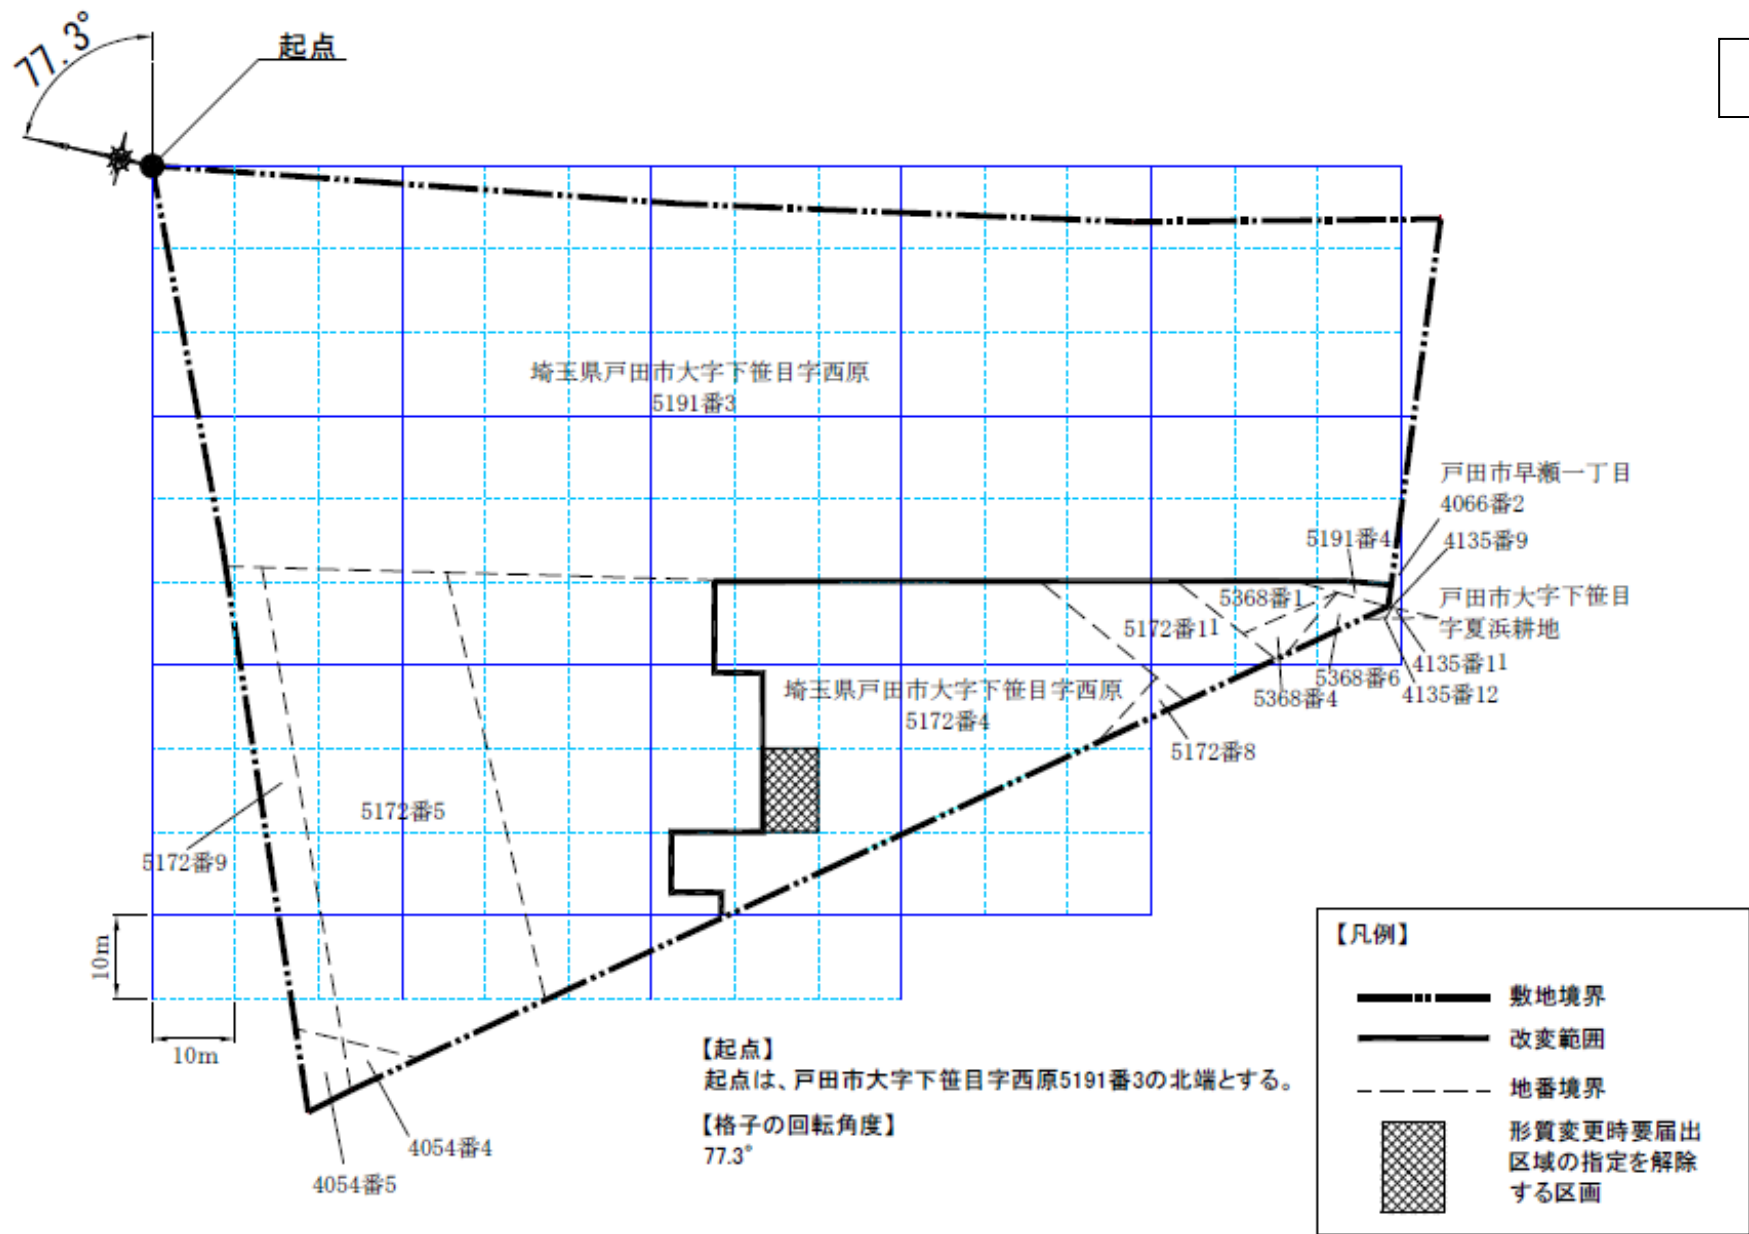 77.3°
起点
埼玉県戸田市大字下笹目字西原
5191番3
戸田市早瀬一丁目
4066番2
5191番4
4135番9
5368番1
戸田市大字下笹目
字夏浜耕地
5172番11
4135番11
5368番6
4135番12
5368番4
埼玉県戸田市大字下笹目字西原
5172番4
5172番8
5172番5
5172番9
10m
10m
4054番4
4054番5
【起点】
起点は、戸田市大字下笹目字西原5191番3の北端とする。
【格子の回転角度】
77.3°
【凡例】
敷地境界
改変範囲
地番境界
形質変更時要届出
区域の指定を解除
する区画